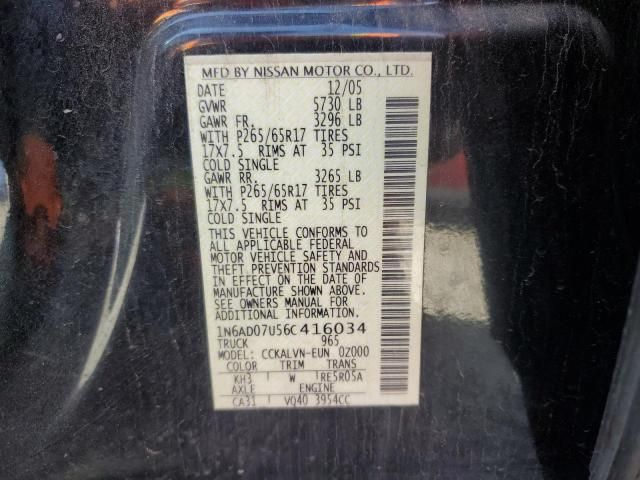 MFD BY NISSAN MOTOR CO., LTD.
DATE 12/05
GVWR 5730 LB
GAWR FR. 3296 LB
WITH P265/65R17 TIRES
17X7.5 RIMS AT 35 PSI
COLD SINGLE
GAWR RR. 3265 LB
WITH P265/65R17 TIRES
17X7.5 RIMS AT 35 PSI
COLD SINGLE
THIS VEHICLE CONFORMS TO
ALL APPLICABLE FEDERAL
MOTOR VEHICLE SAFETY AND
THEFT PREVENTION STANDARDS
IN EFFECT ON THE DATE OF
MANUFACTURE SHOWN ABOVE.
SEE OWNERS MANUAL FOR
ADDITIONAL INFORMATION.
1N6AD07U56C416034
TRUCK 965
MODEL: CCKALVN-EUN 0Z000
COLOR TRIM TRANS
KH3 W RE5R05A
AXLE ENGINE
CA31 VQ40 3954CC